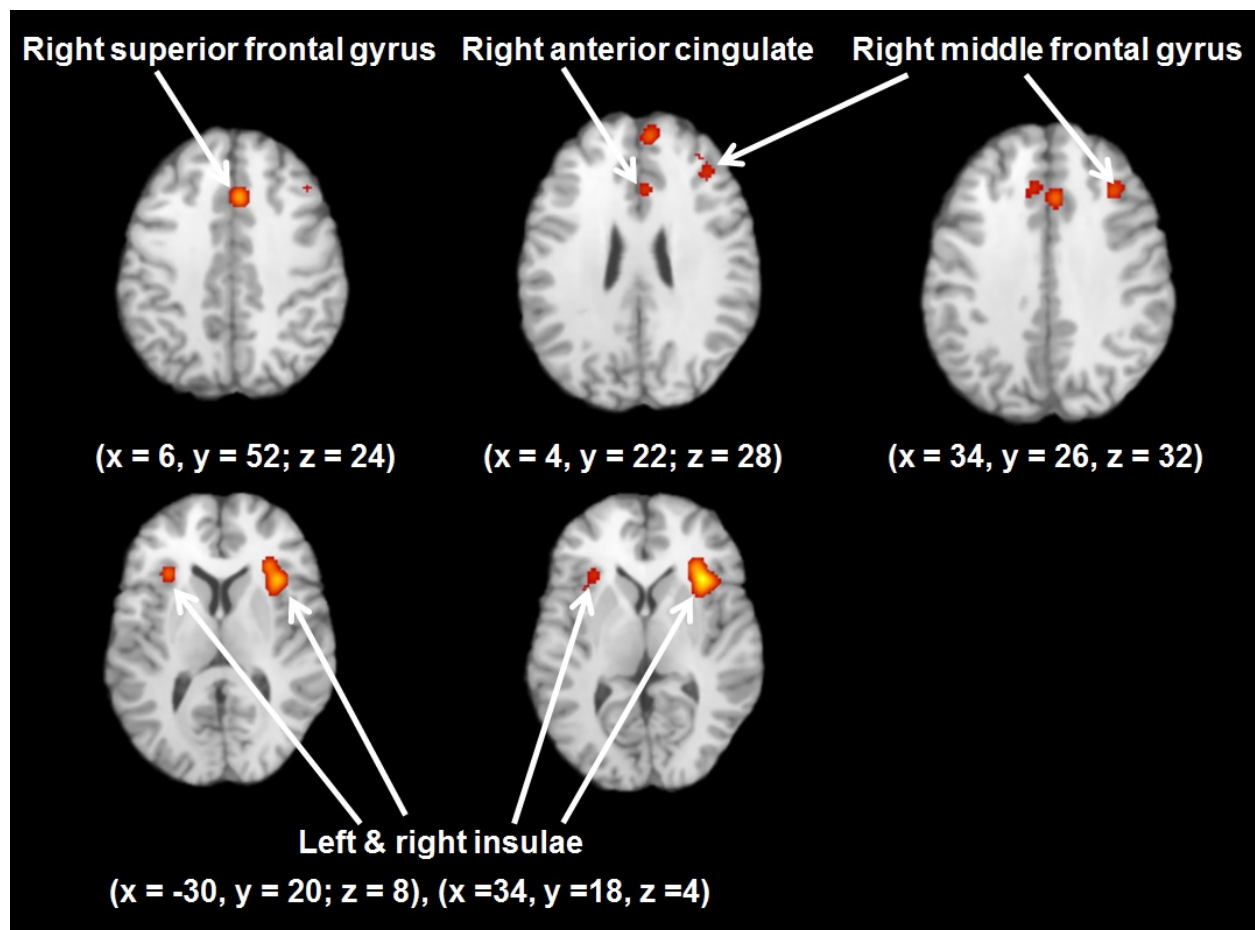 Right superior frontal gyrus
Right anterior cingulate
Right middle frontal gyrus
(x = 6, y = 52; z = 24)
(x = 4, y = 22; z = 28)
(x = 34, y = 26, z = 32)
Left & right insulae
(x = -30, y = 20; z = 8), (x =34, y =18, z =4)